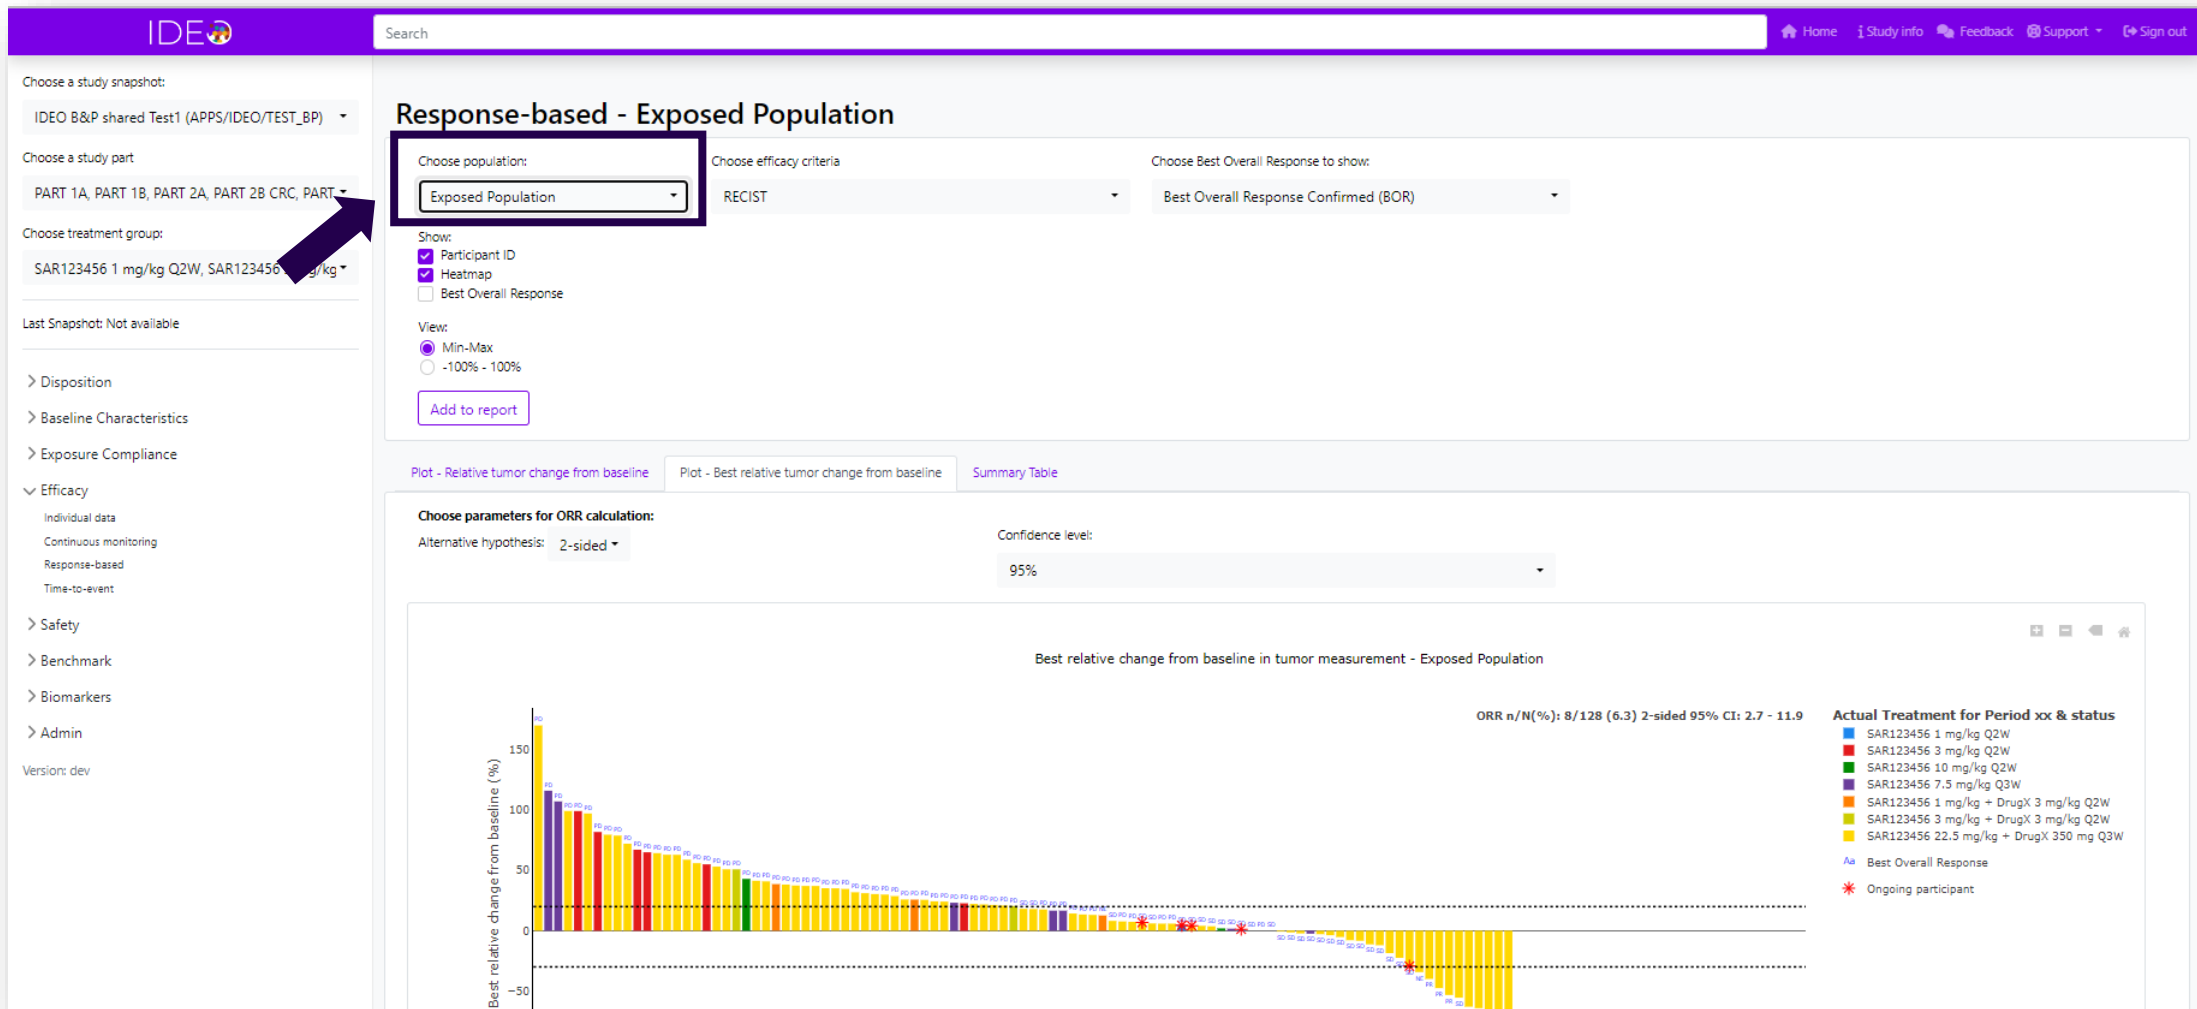 IDEO
Search
Home
Study info
Feedback
Support
Sign out
Choose a study snapshot:
IDEO B&P shared Test1 (APPS/IDEO/TEST_BP)
Choose a study part
PART 1A, PART 1B, PART 2A, PART 2B CRC, PART
Choose treatment group:
SAR123456 1 mg/kg Q2W, SAR123456 mg/kg
Last Snapshot: Not available
Disposition
Baseline Characteristics
Exposure Compliance
Efficacy
Individual data
Continuous monitoring
Response-based
Time-to-event
Safety
Benchmark
Biomarkers
Admin
Version: dev
Response-based - Exposed Population
Choose population:
Exposed Population
Choose efficacy criteria
RECIST
Choose Best Overall Response to show:
Best Overall Response Confirmed (BOR)
Show:
Participant ID
Heatmap
Best Overall Response
View:
Min-Max
-100% - 100%
Add to report
Plot - Relative tumor change from baseline
Plot - Best relative tumor change from baseline
Summary Table
Choose parameters for ORR calculation:
Alternative hypothesis: 2-sided
Confidence level:
95%
Best relative change from baseline in tumor measurement - Exposed Population
ORR n/N(%): 8/128 (6.3) 2-sided 95% CI: 2.7 - 11.9
Best relative change from baseline (%)
150
100
50
0
−50
Actual Treatment for Period xx & status
SAR123456 1 mg/kg Q2W
SAR123456 3 mg/kg Q2W
SAR123456 10 mg/kg Q2W
SAR123456 7.5 mg/kg Q3W
SAR123456 1 mg/kg + DrugX 3 mg/kg Q2W
SAR123456 3 mg/kg + DrugX 3 mg/kg Q2W
SAR123456 22.5 mg/kg + DrugX 350 mg Q3W
Aa Best Overall Response
Ongoing participant